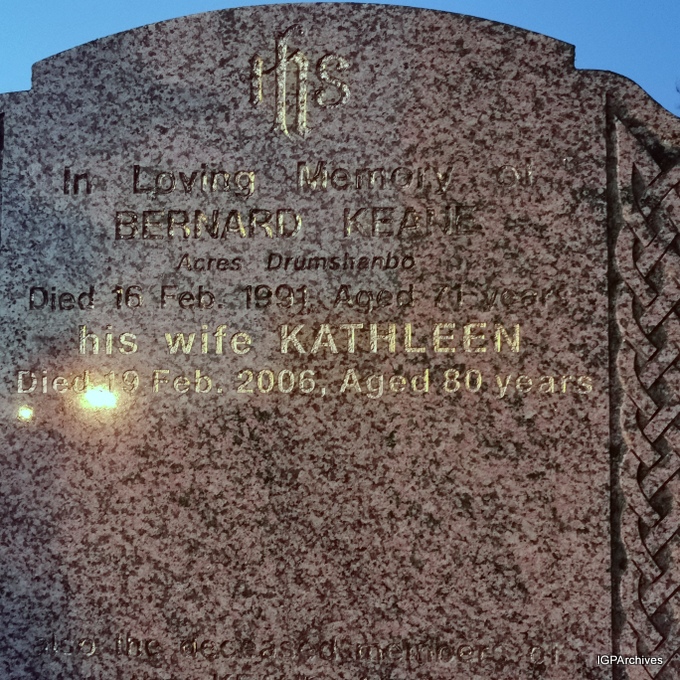 IHS
In Loving Memory of
BERNARD KEANE
Acres Drumshanbo
Died 16 Feb. 1991, Aged 71 years
his wife KATHLEEN
Died 19 Feb. 2006, Aged 80 years
also the deceased members of
IGPArchives